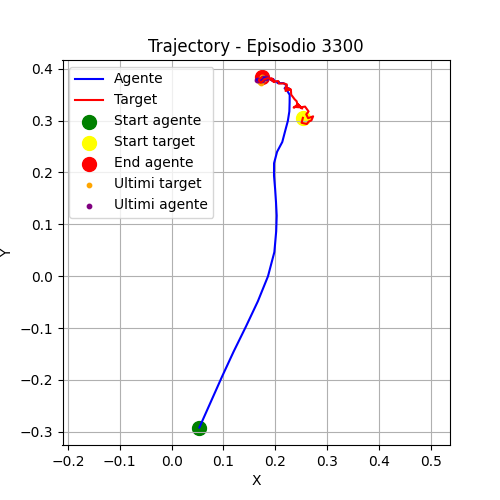 Trajectory - Episodio 3300
Agente
Target
Start agente
Start target
End agente
Ultimi target
Ultimi agente
0.4
0.3
0.2
0.1
0.0
−0.1
−0.2
−0.3
Y
−0.2 −0.1 0.0 0.1 0.2 0.3 0.4 0.5
X